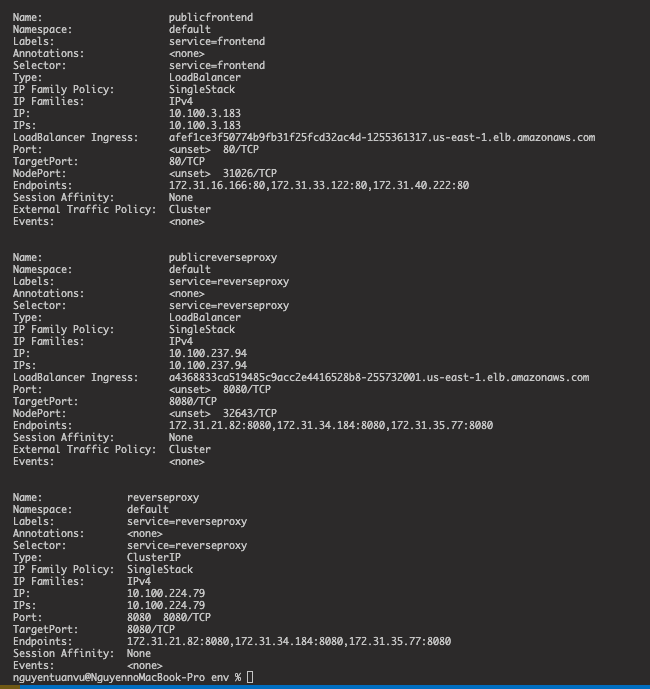 Name: publicfrontend
Namespace: default
Labels: service=frontend
Annotations: <none>
Selector: service=frontend
Type: LoadBalancer
IP Family Policy: SingleStack
IP Families: IPv4
IP: 10.100.3.183
IPs: 10.100.3.183
LoadBalancer Ingress: afef1ce3f50774b9fb31f25fcd32ac4d-1255361317.us-east-1.elb.amazonaws.com
Port: <unset> 80/TCP
TargetPort: 80/TCP
NodePort: <unset> 31026/TCP
Endpoints: 172.31.16.166:80,172.31.33.122:80,172.31.40.222:80
Session Affinity: None
External Traffic Policy: Cluster
Events: <none>
Name: publicreverseproxy
Namespace: default
Labels: service=reverseproxy
Annotations: <none>
Selector: service=reverseproxy
Type: LoadBalancer
IP Family Policy: SingleStack
IP Families: IPv4
IP: 10.100.237.94
IPs: 10.100.237.94
LoadBalancer Ingress: a4368833ca519485c9acc2e4416528b8-255732001.us-east-1.elb.amazonaws.com
Port: <unset> 8080/TCP
TargetPort: 8080/TCP
NodePort: <unset> 32643/TCP
Endpoints: 172.31.21.82:8080,172.31.34.184:8080,172.31.35.77:8080
Session Affinity: None
External Traffic Policy: Cluster
Events: <none>
Name: reverseproxy
Namespace: default
Labels: service=reverseproxy
Annotations: <none>
Selector: service=reverseproxy
Type: ClusterIP
IP Family Policy: SingleStack
IP Families: IPv4
IP: 10.100.224.79
IPs: 10.100.224.79
Port: 8080 8080/TCP
TargetPort: 8080/TCP
Endpoints: 172.31.21.82:8080,172.31.34.184:8080,172.31.35.77:8080
Session Affinity: None
Events: <none>
nguyentuanvu@NguyennoMacBook-Pro env %